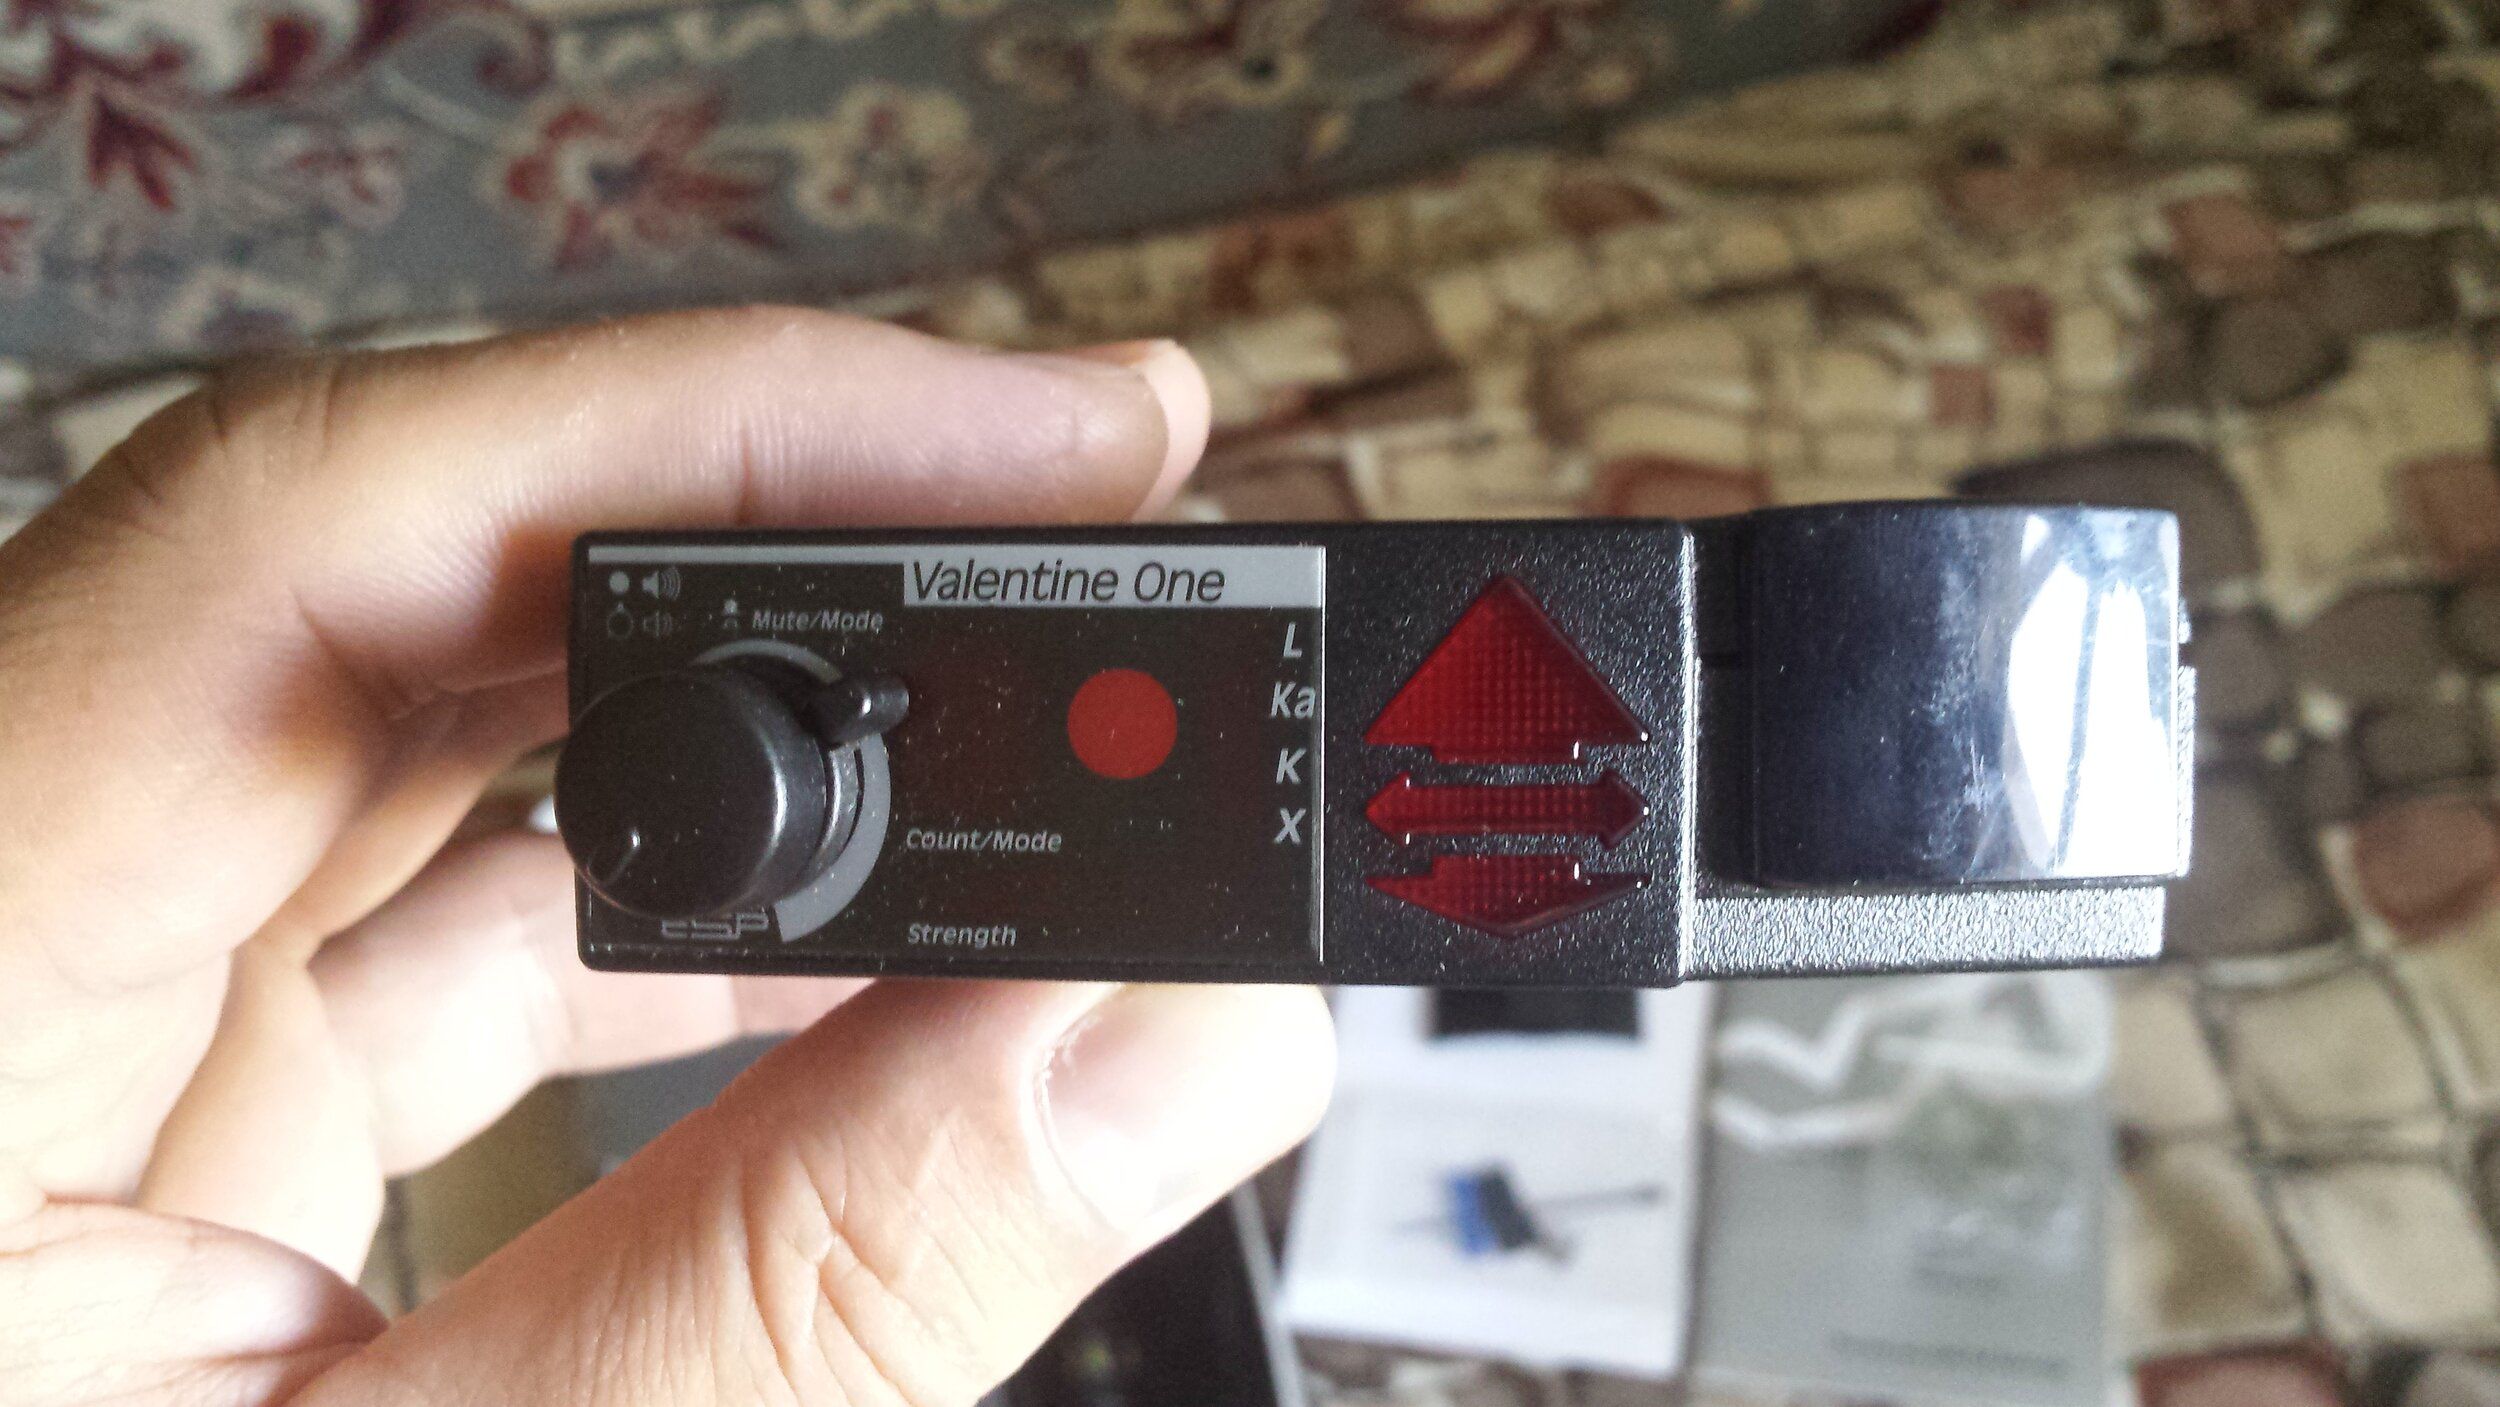 Valentine One
Mute/Mode
L
Ka
K
X
Count/Mode
ESP
Strength